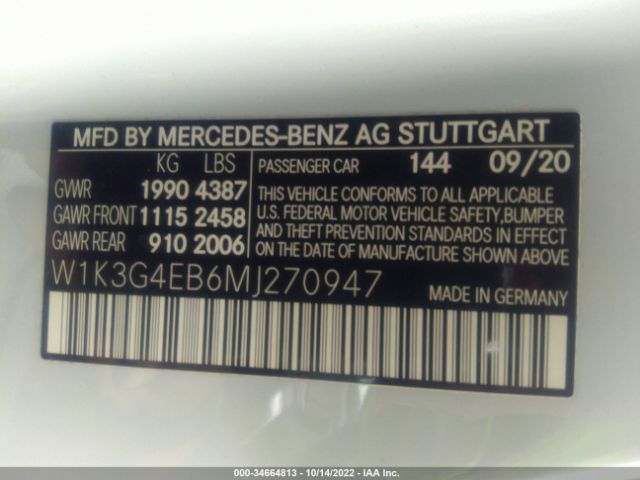 MFD BY MERCEDES-BENZ AG STUTTGART
KG LBS
GVWR 1990 4387
GAWR FRONT 1115 2458
GAWR REAR 910 2006
PASSENGER CAR 144 09/20
THIS VEHICLE CONFORMS TO ALL APPLICABLE
U.S. FEDERAL MOTOR VEHICLE SAFETY, BUMPER
AND THEFT PREVENTION STANDARDS IN EFFECT
ON THE DATE OF MANUFACTURE SHOWN ABOVE
W1K3G4EB6MJ270947
MADE IN GERMANY
000-34664813 - 10/14/2022 - IAA Inc.